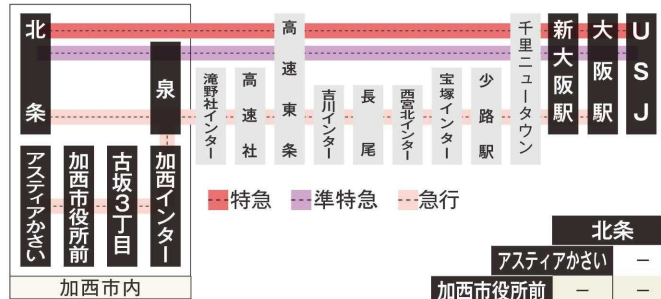 北条
泉
滝野社インター
高速社
高速東条
吉川インター
長尾
西宮北インター
宝塚インター
少路駅
千里ニュータウン
新大阪駅
大阪駅
USJ
アスティアかさい
加西市役所前
古坂3丁目
加西インター
特急
準特急
急行
加西市内
北条
アスティアかさい －
加西市役所前 － －